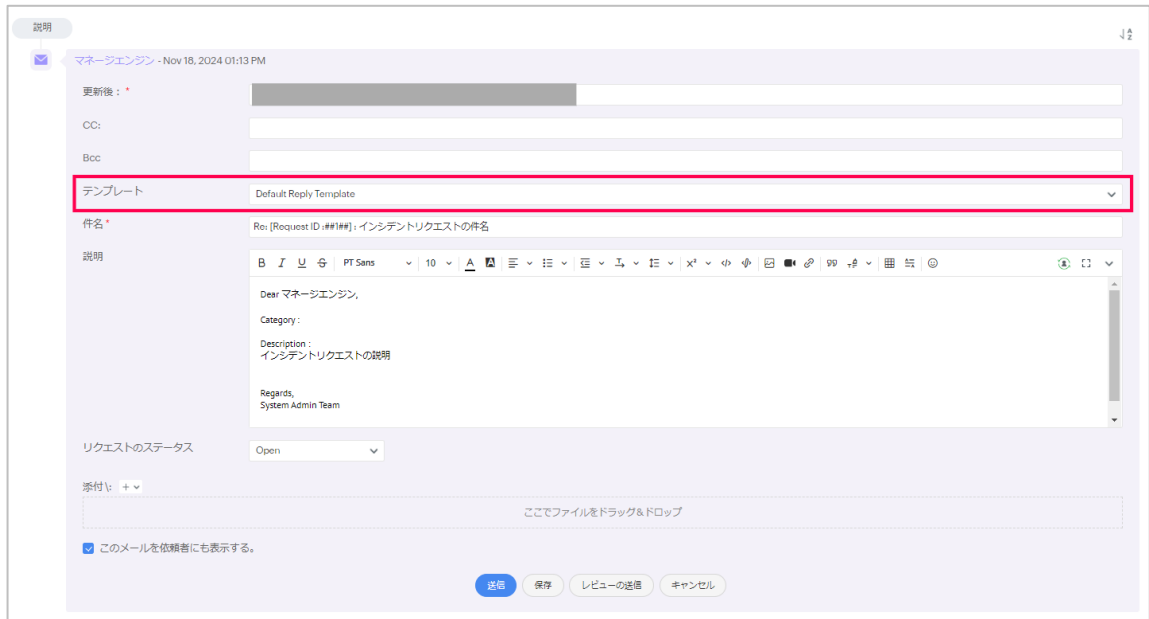 説明
マネージエンジン - Nov 18, 2024 01:13 PM
更新後： *
CC:
Bcc
テンプレート Default Reply Template
件名 * Re: [Request ID :##1##] : インシデントリクエストの件名
説明
B I U S PT Sans 10 A A
Dear マネージエンジン,
Category :
Description :
インシデントリクエストの説明
Regards,
System Admin Team
リクエストのステータス Open
添付\: +
ここでファイルをドラッグ&ドロップ
このメールを依頼者にも表示する。
送信 保存 レビューの送信 キャンセル